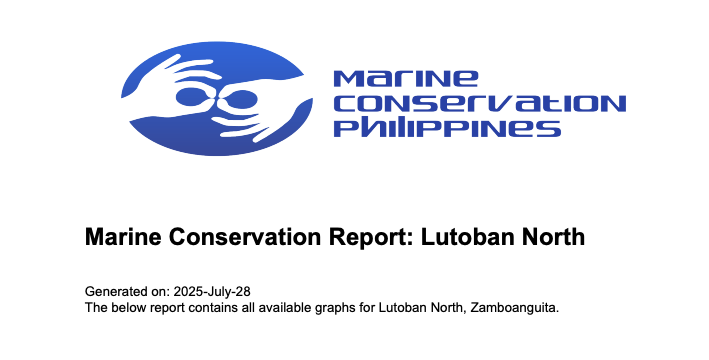 Marine
Conservation
Philippines
Marine Conservation Report: Lutoban North
Generated on: 2025-July-28
The below report contains all available graphs for Lutoban North, Zamboanguita.